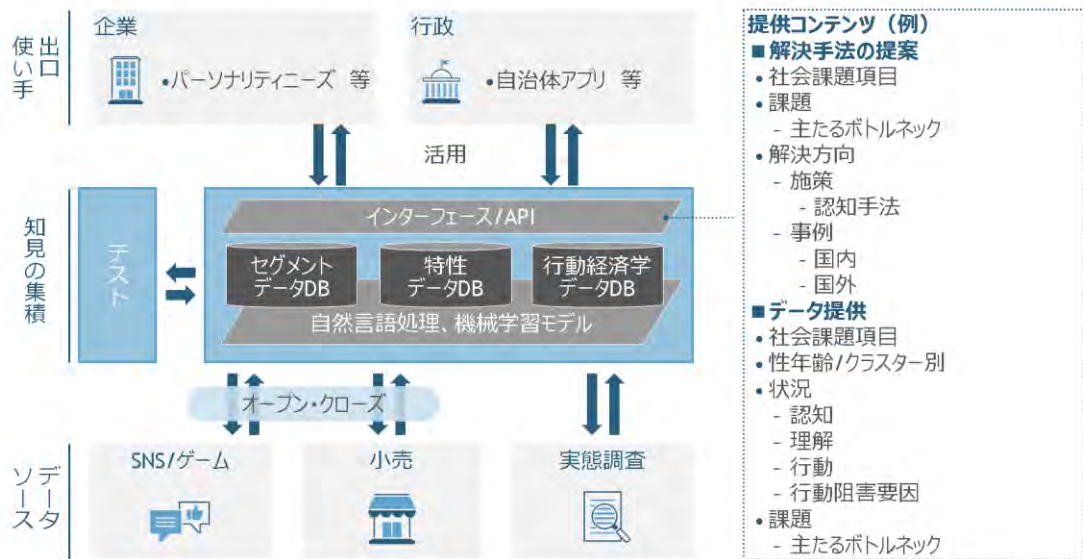 出口
使い手
企業
•パーソナリティニーズ 等
行政
•自治体アプリ 等
活用
知見の集積
テスト
インターフェース/API
セグメント
データDB
特性
データDB
行動経済学
データDB
自然言語処理、機械学習モデル
オープン・クローズ
データ
ソース
SNS/ゲーム
小売
実態調査
提供コンテンツ（例）
■解決手法の提案
•社会課題項目
•課題
- 主たるボトルネック
•解決方向
- 施策
- 認知手法
- 事例
- 国内
- 国外
■データ提供
•社会課題項目
•性年齢/クラスター別
•状況
- 認知
- 理解
- 行動
- 行動阻害要因
•課題
- 主たるボトルネック